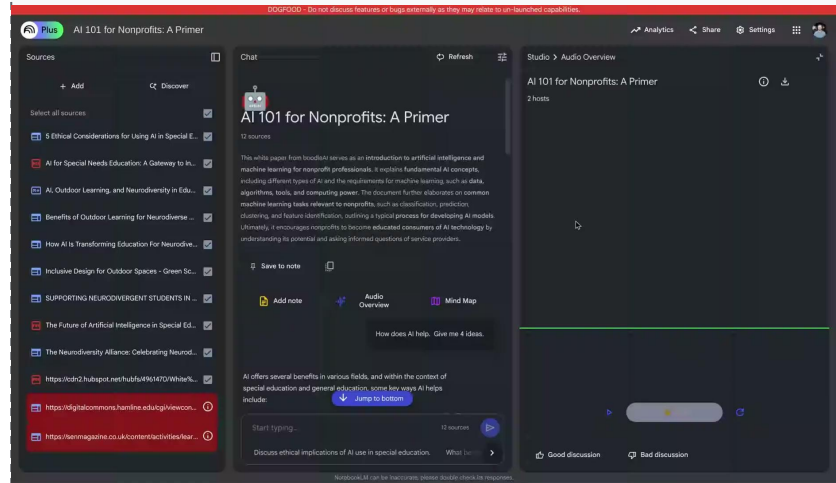 DOGFOOD - Do not discuss features or bugs externally as they may relate to un-launched capabilities.
Plus
AI 101 for Nonprofits: A Primer
Analytics
Share
Settings
Sources
+ Add
Discover
Select all sources
5 Ethical Considerations for Using AI in Special E...
AI for Special Needs Education: A Gateway to In...
AI, Outdoor Learning, and Neurodiversity in Edu...
Benefits of Outdoor Learning for Neurodiverse ...
How AI Is Transforming Education For Neurodive...
Inclusive Design for Outdoor Spaces - Green Sc...
SUPPORTING NEURODIVERGENT STUDENTS IN ...
The Future of Artificial Intelligence in Special Ed...
The Neurodiversity Alliance: Celebrating Neurod...
https://cdn2.hubspot.net/hubfs/4961470/White%...
https://digitalcommons.hamline.edu/cgi/viewcon...
https://senmagazine.co.uk/content/activities/lear...
Chat
Refresh
AI 101 for Nonprofits: A Primer
12 sources
This white paper from bnodisAI serves as an introduction to artificial intelligence and
machine learning for nonprofit professionals. It explains fundamental AI concepts,
including different types of AI and the requirements for machine learning, such as data,
algorithms, tools, and computing power. The document further elaborates on common
machine learning tasks relevant to nonprofits, such as classification, prediction,
clustering, and feature identification, outlining a typical process for developing AI models
Ultimately, it encourages nonprofits to become educated consumers of AI technology by
understanding its potential and asking informed questions of service providers.
Save to note
Add note
Audio
Overview
Mind Map
How does AI help. Give me 4 ideas.
AI offers several benefits in various fields, and within the context of
special education and general education, some key ways AI helps
include:
Jump to bottom
Start typing...
12 sources
Discuss ethical implications of AI use in special education.
What
NotebookLM can be inaccurate, please double check its responses.
Studio > Audio Overview
AI 101 for Nonprofits: A Primer
2 hosts
Good discussion
Bad discussion